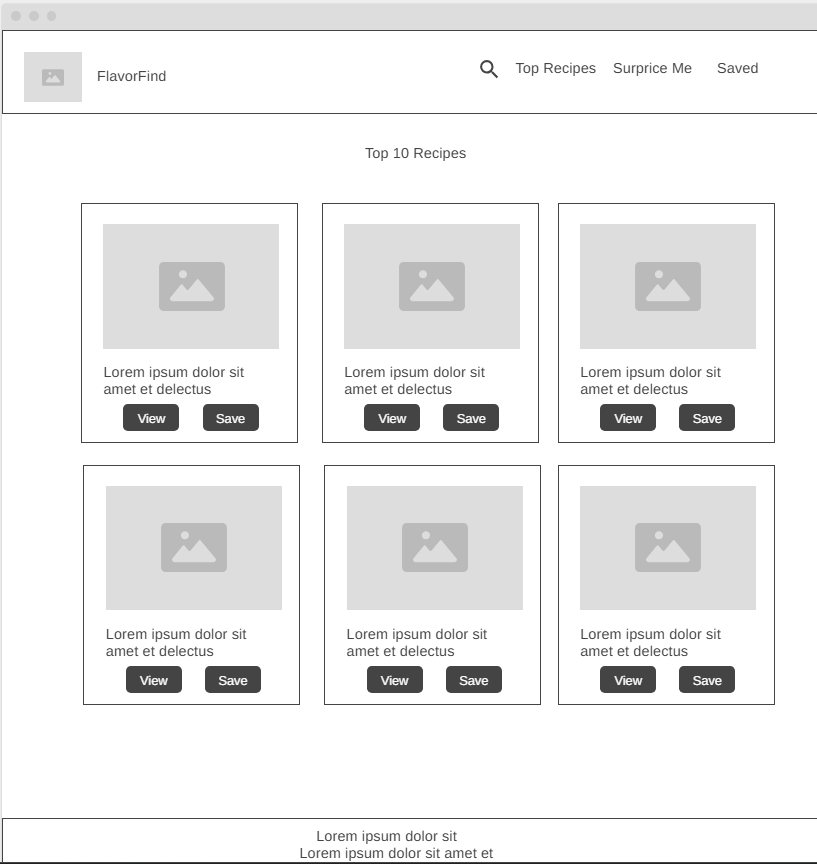 FlavorFind
Top Recipes
Surprice Me
Saved
Top 10 Recipes
Lorem ipsum dolor sit
amet et delectus
View
Save
Lorem ipsum dolor sit
amet et delectus
View
Save
Lorem ipsum dolor sit
amet et delectus
View
Save
Lorem ipsum dolor sit
amet et delectus
View
Save
Lorem ipsum dolor sit
amet et delectus
View
Save
Lorem ipsum dolor sit
amet et delectus
View
Save
Lorem ipsum dolor sit
Lorem ipsum dolor sit amet et